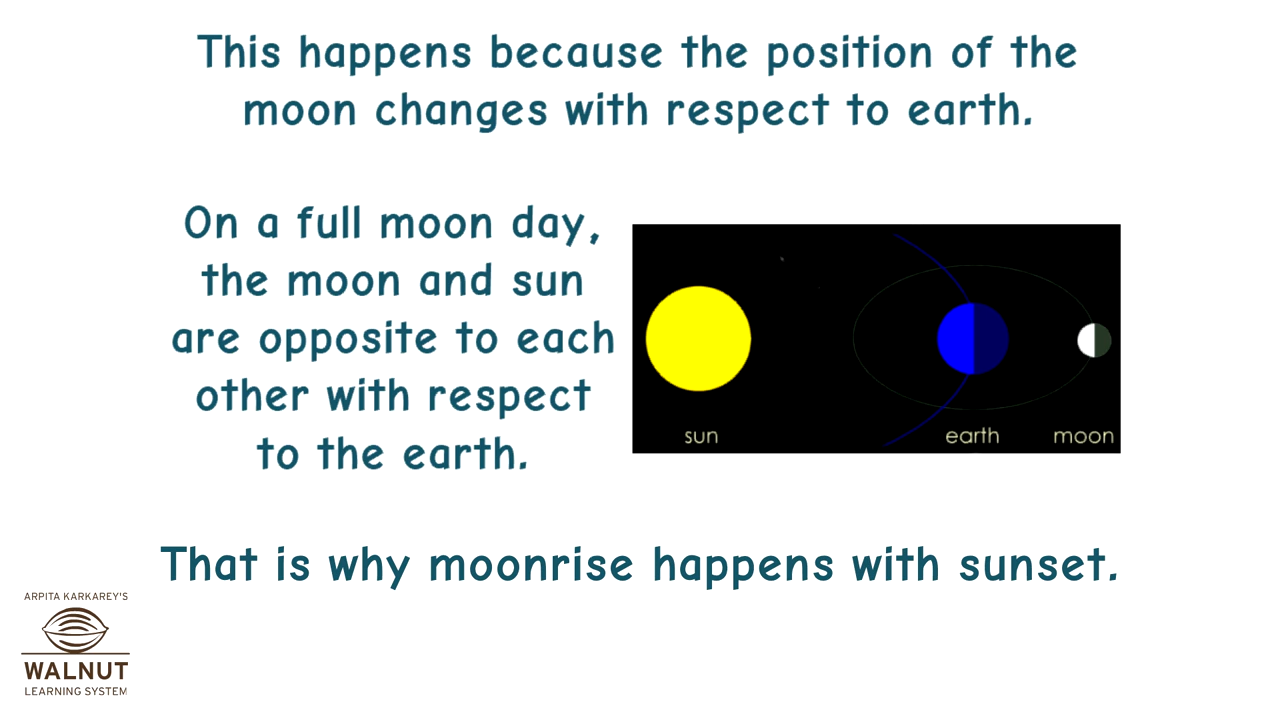 This happens because the position of the
moon changes with respect to earth.
On a full moon day,
the moon and sun
are opposite to each
other with respect
to the earth.
sun
earth
moon
That is why moonrise happens with sunset.
ARPITA KARKAREY'S
WALNUT
LEARNING SYSTEM